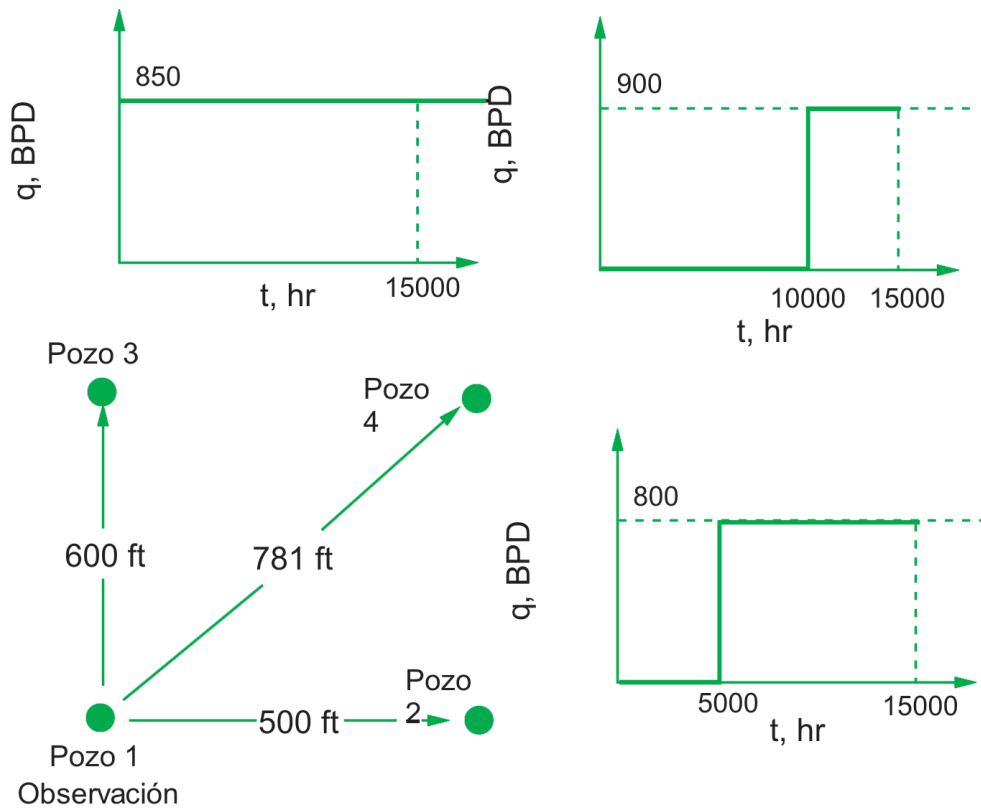 850
q, BPD
15000
t, hr
900
q, BPD
10000
15000
t, hr
Pozo 3
Pozo
4
600 ft
781 ft
Pozo
2
500 ft
Pozo 1
Observación
800
q, BPD
5000
15000
t, hr